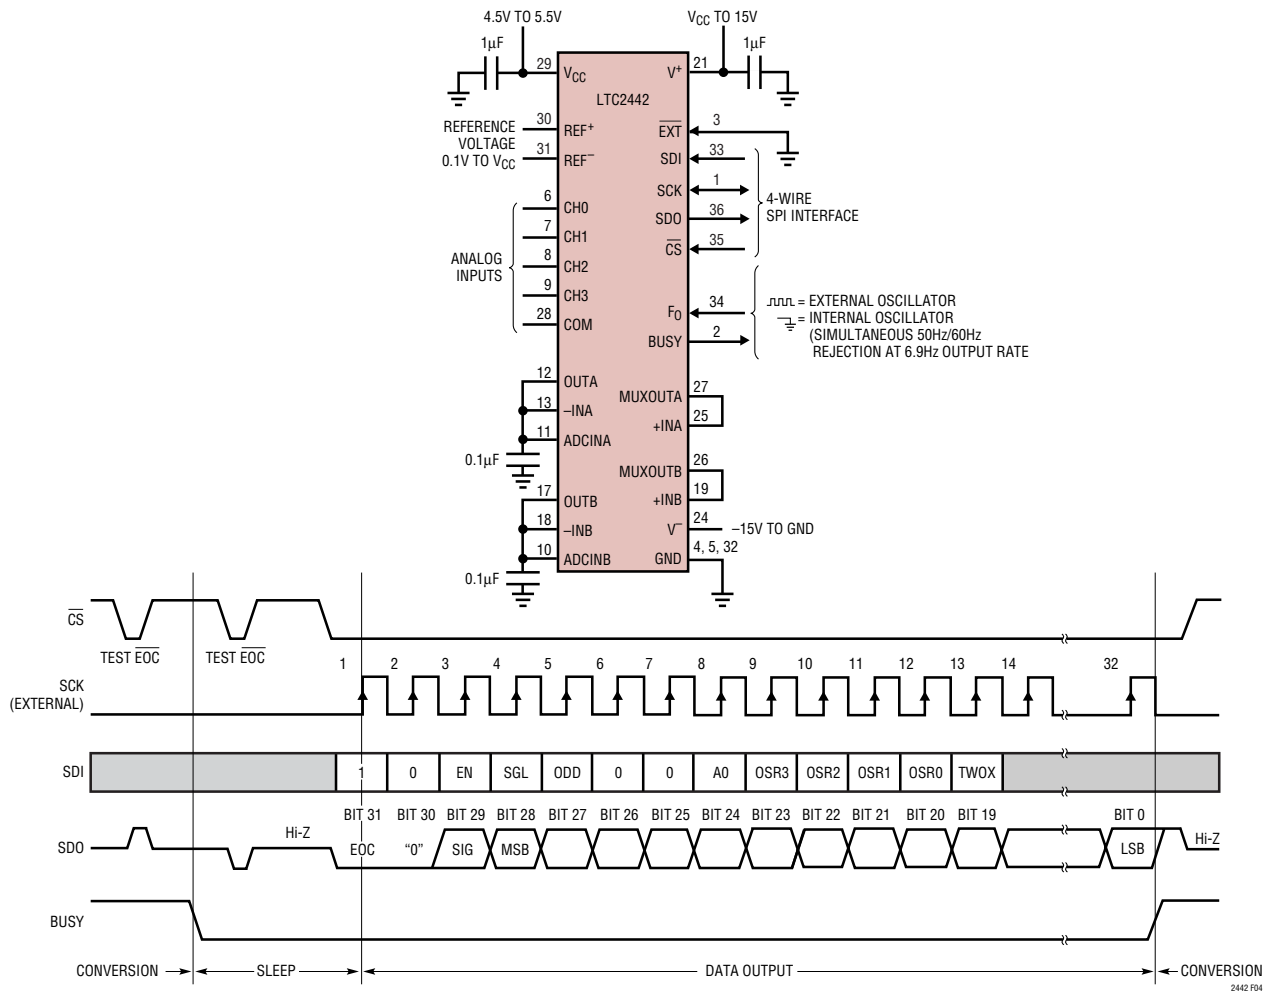 4.5V TO 5.5V
VCC TO 15V
1µF
1µF
29
VCC
V+
21
LTC2442
REFERENCE
VOLTAGE
0.1V TO VCC
30
REF+
31
REF–
EXT
3
SDI
33
SCK
1
SDO
36
CS
35
4-WIRE
SPI INTERFACE
ANALOG
INPUTS
6
CH0
7
CH1
8
CH2
9
CH3
28
COM
FO
34
BUSY
2
= EXTERNAL OSCILLATOR
= INTERNAL OSCILLATOR
(SIMULTANEOUS 50Hz/60Hz
REJECTION AT 6.9Hz OUTPUT RATE
12
OUTA
13
–INA
11
ADCINA
0.1µF
MUXOUTA
27
+INA
25
MUXOUTB
26
+INB
19
17
OUTB
18
–INB
10
ADCINB
0.1µF
V–
24
–15V TO GND
GND
4, 5, 32
CS
TEST EOC
TEST EOC
1 2 3 4 5 6 7 8 9 10 11 12 13 14 32
SCK
(EXTERNAL)
SDI
1 0 EN SGL ODD 0 0 A0 OSR3 OSR2 OSR1 OSR0 TWOX
BIT 31 BIT 30 BIT 29 BIT 28 BIT 27 BIT 26 BIT 25 BIT 24 BIT 23 BIT 22 BIT 21 BIT 20 BIT 19 BIT 0
SDO
Hi-Z
EOC “0” SIG MSB LSB
Hi-Z
BUSY
CONVERSION SLEEP DATA OUTPUT CONVERSION
2442 F04